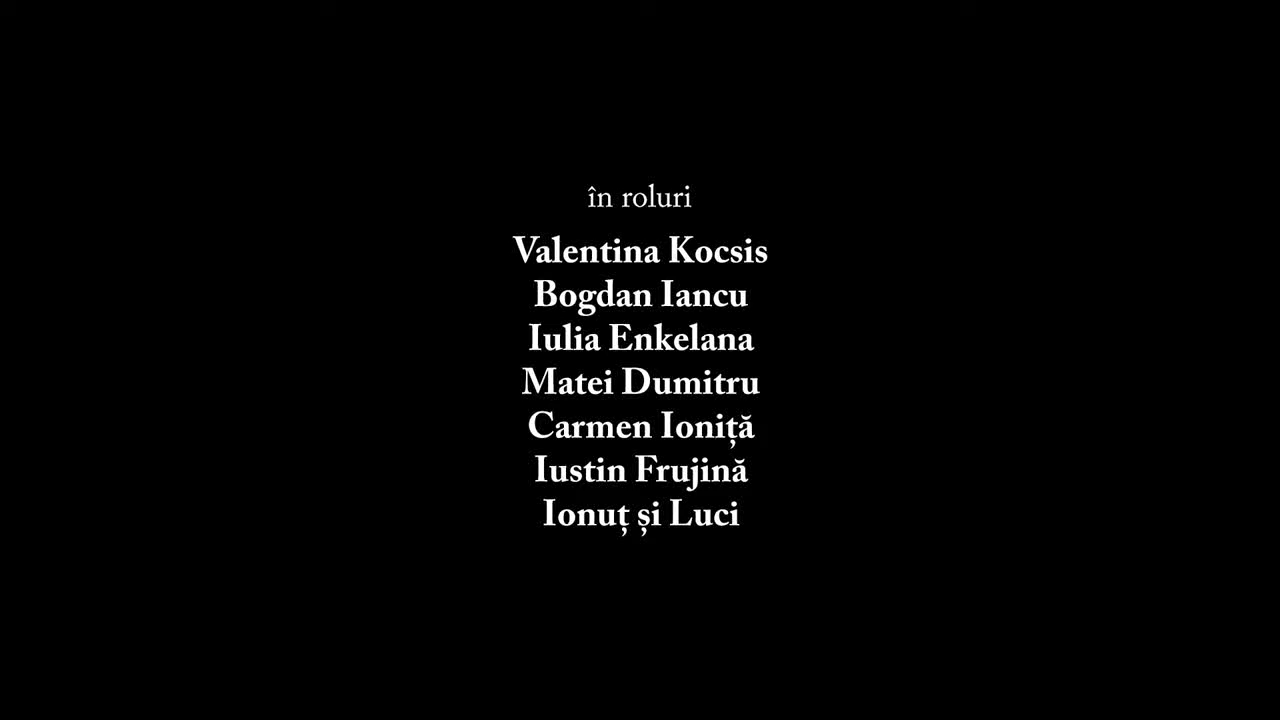 în roluri
Valentina Kocsis
Bogdan Iancu
Iulia Enkelana
Matei Dumitru
Carmen Ioniță
Iustin Frujină
Ionuț și Luci